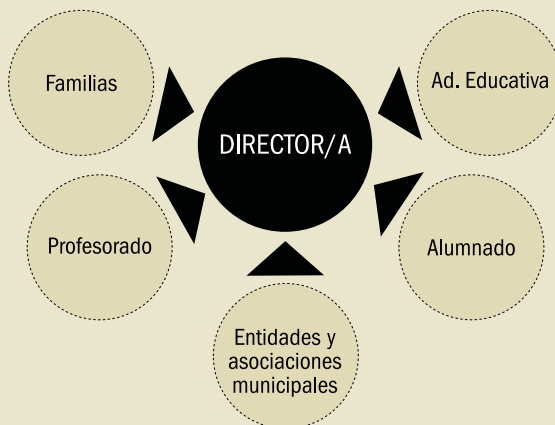 Familias
Ad. Educativa
DIRECTOR/A
Profesorado
Alumnado
Entidades y
asociaciones
municipales